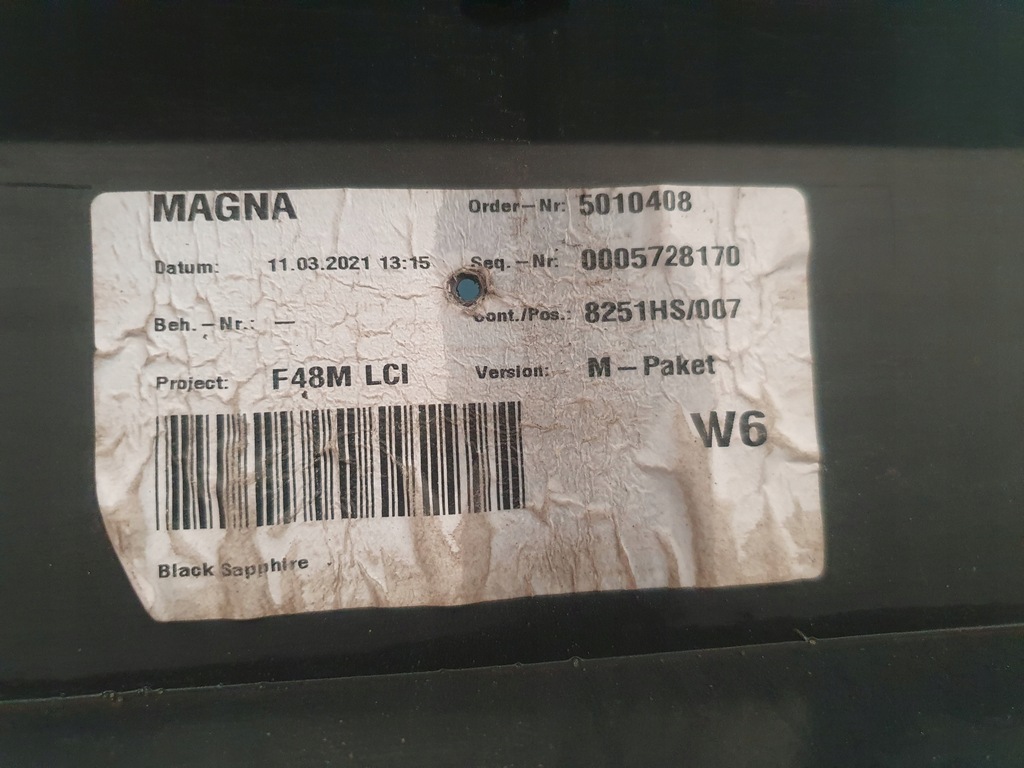 MAGNA Order-Nr: 5010408
Datum: 11.03.2021 13:15 Seq.-Nr: 0005728170
Beh.-Nr.: - Cont./Pos.: 8251HS/007
Project: F48M LCI Version: M-Paket
W6
Black Sapphire